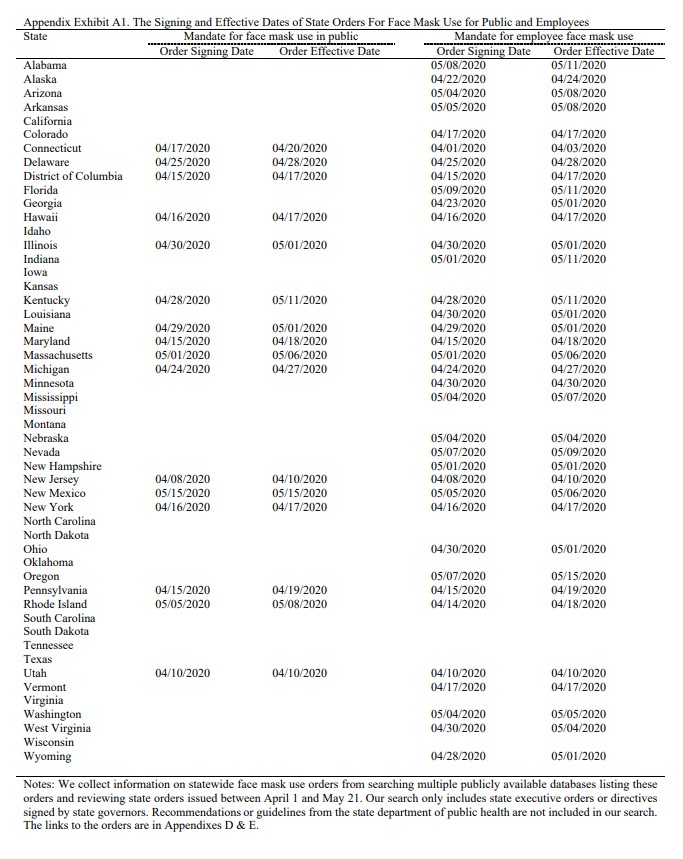 Appendix Exhibit A1. The Signing and Effective Dates of State Orders For Face Mask Use for Public and Employees
State Mandate for face mask use in public Mandate for employee face mask use
Order Signing Date Order Effective Date Order Signing Date Order Effective Date
Alabama 05/08/2020 05/11/2020
Alaska 04/22/2020 04/24/2020
Arizona 05/04/2020 05/08/2020
Arkansas 05/05/2020 05/08/2020
California
Colorado 04/17/2020 04/17/2020
Connecticut 04/17/2020 04/20/2020 04/01/2020 04/03/2020
Delaware 04/25/2020 04/28/2020 04/25/2020 04/28/2020
District of Columbia 04/15/2020 04/17/2020 04/15/2020 04/17/2020
Florida 05/09/2020 05/11/2020
Georgia 04/23/2020 05/01/2020
Hawaii 04/16/2020 04/17/2020 04/16/2020 04/17/2020
Idaho
Illinois 04/30/2020 05/01/2020 04/30/2020 05/01/2020
Indiana 05/01/2020 05/11/2020
Iowa
Kansas
Kentucky 04/28/2020 05/11/2020 04/28/2020 05/11/2020
Louisiana 04/30/2020 05/01/2020
Maine 04/29/2020 05/01/2020 04/29/2020 05/01/2020
Maryland 04/15/2020 04/18/2020 04/15/2020 04/18/2020
Massachusetts 05/01/2020 05/06/2020 05/01/2020 05/06/2020
Michigan 04/24/2020 04/27/2020 04/24/2020 04/27/2020
Minnesota 04/30/2020 04/30/2020
Mississippi 05/04/2020 05/07/2020
Missouri
Montana
Nebraska 05/04/2020 05/04/2020
Nevada 05/07/2020 05/09/2020
New Hampshire 05/01/2020 05/01/2020
New Jersey 04/08/2020 04/10/2020 04/08/2020 04/10/2020
New Mexico 05/15/2020 05/15/2020 05/05/2020 05/06/2020
New York 04/16/2020 04/17/2020 04/16/2020 04/17/2020
North Carolina
North Dakota
Ohio 04/30/2020 05/01/2020
Oklahoma
Oregon 05/07/2020 05/15/2020
Pennsylvania 04/15/2020 04/19/2020 04/15/2020 04/19/2020
Rhode Island 05/05/2020 05/08/2020 04/14/2020 04/18/2020
South Carolina
South Dakota
Tennessee
Texas
Utah 04/10/2020 04/10/2020 04/10/2020 04/10/2020
Vermont 04/17/2020 04/17/2020
Virginia
Washington 05/04/2020 05/05/2020
West Virginia 04/30/2020 05/04/2020
Wisconsin
Wyoming 04/28/2020 05/01/2020
Notes: We collect information on statewide face mask use orders from searching multiple publicly available databases listing these
orders and reviewing state orders issued between April 1 and May 21. Our search only includes state executive orders or directives
signed by state governors. Recommendations or guidelines from the state department of public health are not included in our search.
The links to the orders are in Appendixes D & E.